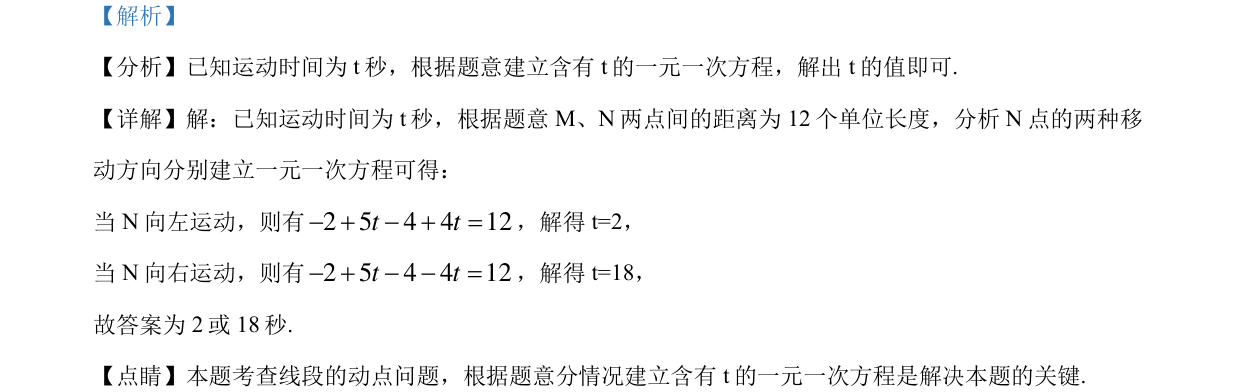 【解析】
【分析】已知运动时间为 t 秒，根据题意建立含有 t 的一元一次方程，解出 t 的值即可.
【详解】解：已知运动时间为 t 秒，根据题意 M、N 两点间的距离为 12 个单位长度，分析 N 点的两种移
动方向分别建立一元一次方程可得：
当 N 向左运动，则有 −2+5t−4+4t=12，解得 t=2，
当 N 向右运动，则有 −2+5t−4−4t=12，解得 t=18，
故答案为 2 或 18 秒.
【点睛】本题考查线段的动点问题，根据题意分情况建立含有 t 的一元一次方程是解决本题的关键.